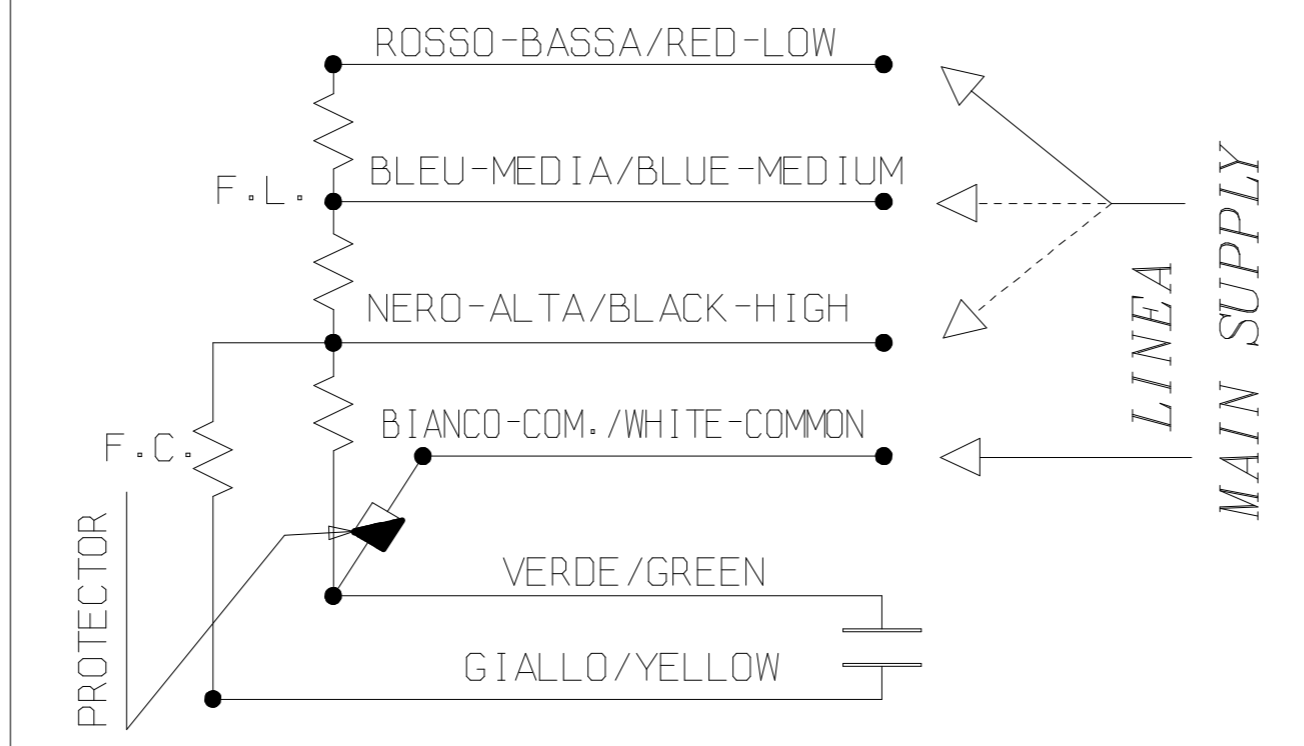 ROSSO-BASSA/RED-LOW
BLEU-MEDIA/BLUE-MEDIUM
F.L.
NERO-ALTA/BLACK-HIGH
BIANCO-COM./WHITE-COMMON
F.C.
LINEA
MAIN SUPPLY
PROTECTOR
VERDE/GREEN
GIALLO/YELLOW